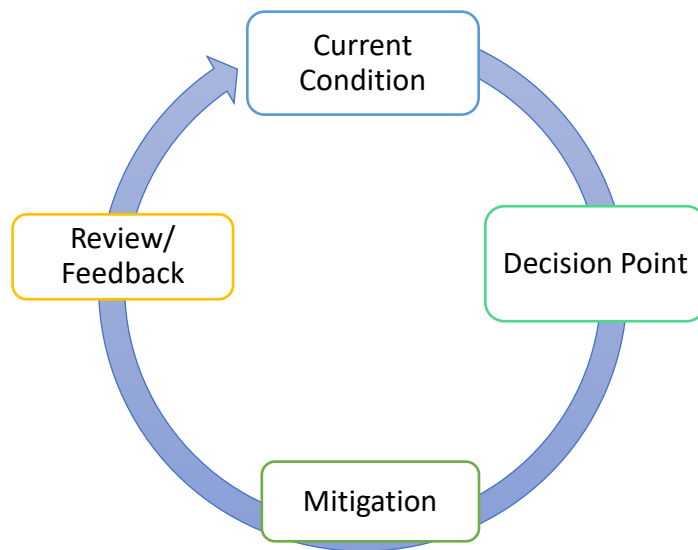 Current
Condition
Decision Point
Mitigation
Review/
Feedback